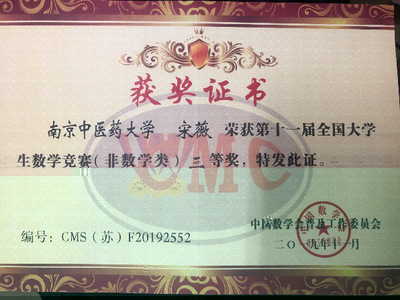 获奖证书
南京中医药大学 宋薇 荣获第十一届全国大学
生数学竞赛(非数学类)三等奖,特发此证。
CMC
中国数学会普及工作委员会
编号:CMS(苏)F20192552
二〇一九年十一月